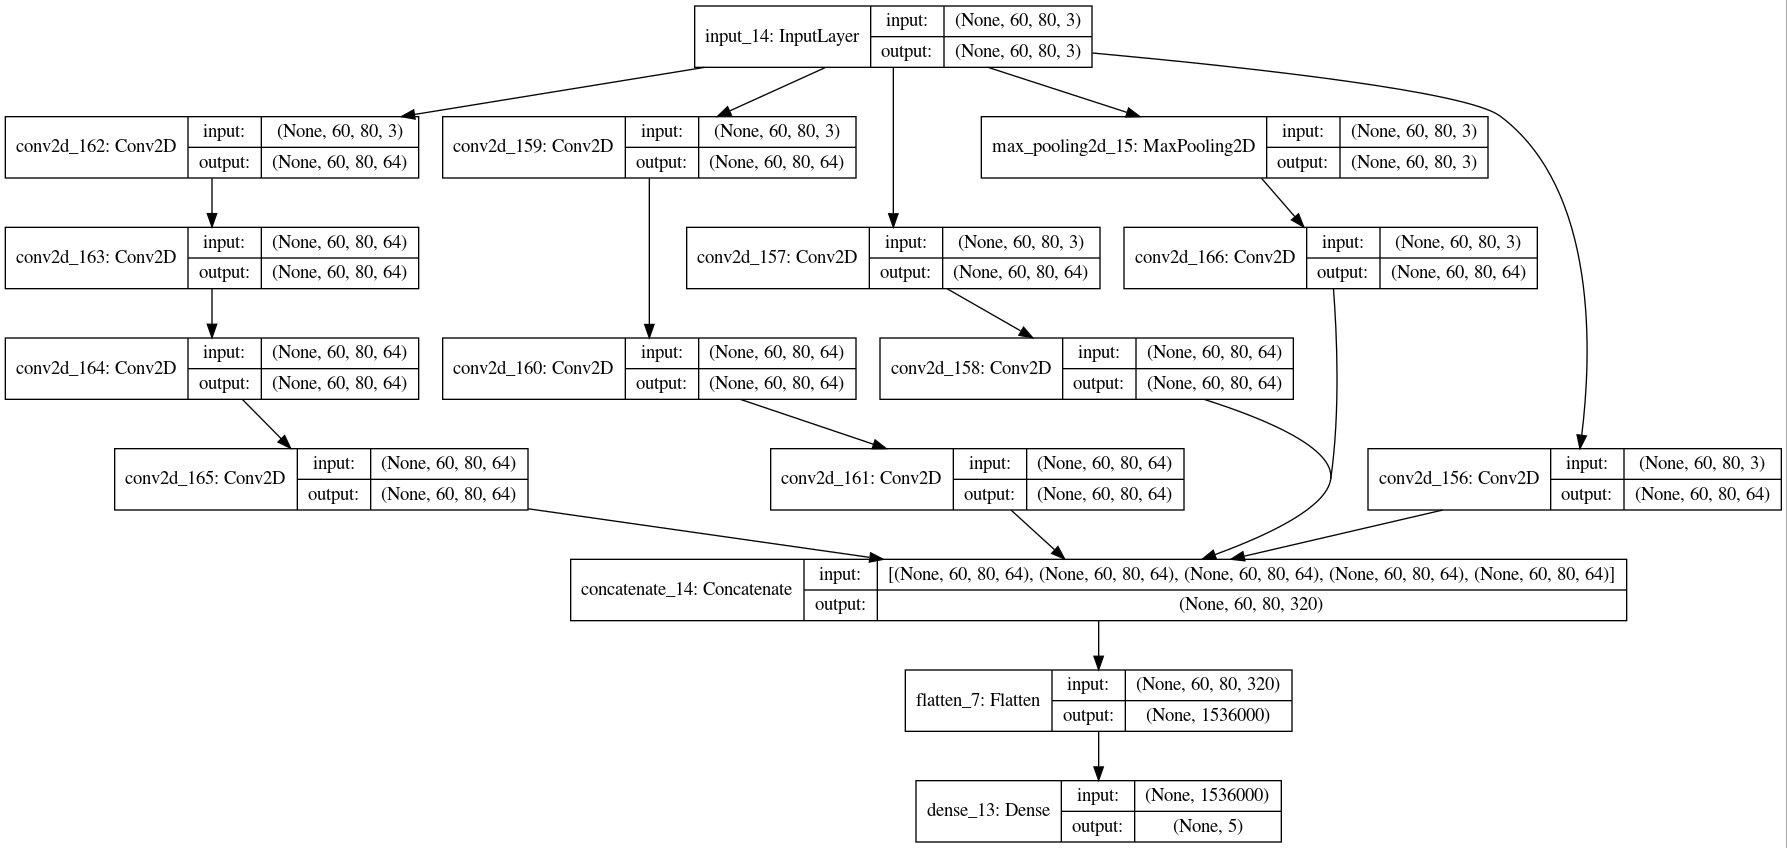 input_14: InputLayer
input: (None, 60, 80, 3)
output: (None, 60, 80, 3)
conv2d_162: Conv2D
input: (None, 60, 80, 3)
output: (None, 60, 80, 64)
conv2d_159: Conv2D
input: (None, 60, 80, 3)
output: (None, 60, 80, 64)
max_pooling2d_15: MaxPooling2D
input: (None, 60, 80, 3)
output: (None, 60, 80, 3)
conv2d_163: Conv2D
input: (None, 60, 80, 64)
output: (None, 60, 80, 64)
conv2d_157: Conv2D
input: (None, 60, 80, 3)
output: (None, 60, 80, 64)
conv2d_166: Conv2D
input: (None, 60, 80, 3)
output: (None, 60, 80, 64)
conv2d_164: Conv2D
input: (None, 60, 80, 64)
output: (None, 60, 80, 64)
conv2d_160: Conv2D
input: (None, 60, 80, 64)
output: (None, 60, 80, 64)
conv2d_158: Conv2D
input: (None, 60, 80, 64)
output: (None, 60, 80, 64)
conv2d_165: Conv2D
input: (None, 60, 80, 64)
output: (None, 60, 80, 64)
conv2d_161: Conv2D
input: (None, 60, 80, 64)
output: (None, 60, 80, 64)
conv2d_156: Conv2D
input: (None, 60, 80, 3)
output: (None, 60, 80, 64)
concatenate_14: Concatenate
input: [(None, 60, 80, 64), (None, 60, 80, 64), (None, 60, 80, 64), (None, 60, 80, 64), (None, 60, 80, 64)]
output: (None, 60, 80, 320)
flatten_7: Flatten
input: (None, 60, 80, 320)
output: (None, 1536000)
dense_13: Dense
input: (None, 1536000)
output: (None, 5)